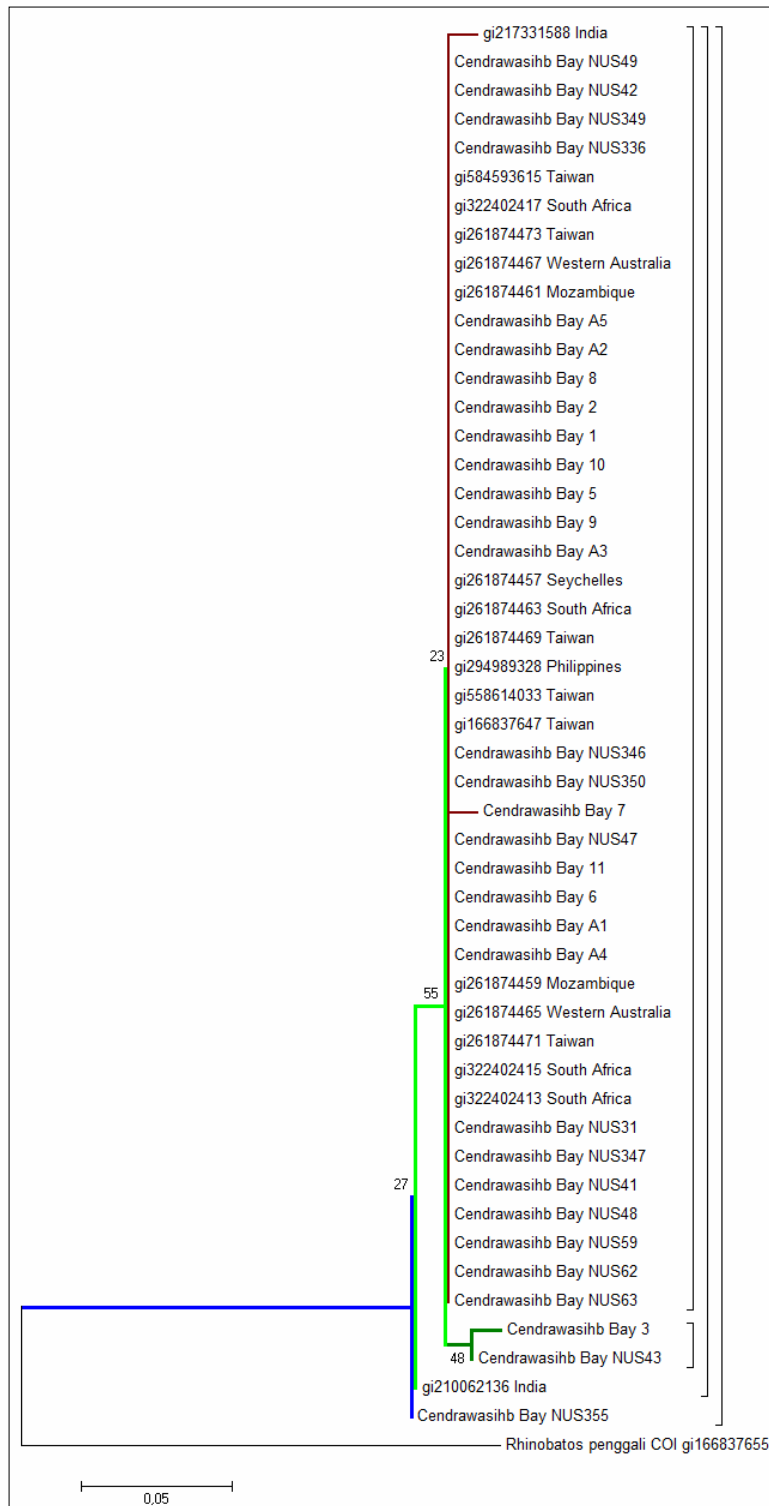 gi217331588 India
Cendrawasihb Bay NUS49
Cendrawasihb Bay NUS42
Cendrawasihb Bay NUS349
Cendrawasihb Bay NUS336
gi584593615 Taiwan
gi322402417 South Africa
gi261874473 Taiwan
gi261874467 Western Australia
gi261874461 Mozambique
Cendrawasihb Bay A5
Cendrawasihb Bay A2
Cendrawasihb Bay 8
Cendrawasihb Bay 2
Cendrawasihb Bay 1
Cendrawasihb Bay 10
Cendrawasihb Bay 5
Cendrawasihb Bay 9
Cendrawasihb Bay A3
gi261874457 Seychelles
gi261874463 South Africa
gi261874469 Taiwan
23
gi294989328 Philippines
gi558614033 Taiwan
gi166837647 Taiwan
Cendrawasihb Bay NUS346
Cendrawasihb Bay NUS350
Cendrawasihb Bay 7
Cendrawasihb Bay NUS47
Cendrawasihb Bay 11
Cendrawasihb Bay 6
Cendrawasihb Bay A1
Cendrawasihb Bay A4
gi261874459 Mozambique
55
gi261874465 Western Australia
gi261874471 Taiwan
gi322402415 South Africa
gi322402413 South Africa
Cendrawasihb Bay NUS31
Cendrawasihb Bay NUS347
27
Cendrawasihb Bay NUS41
Cendrawasihb Bay NUS48
Cendrawasihb Bay NUS59
Cendrawasihb Bay NUS62
Cendrawasihb Bay NUS63
Cendrawasihb Bay 3
48
Cendrawasihb Bay NUS43
gi210062136 India
Cendrawasihb Bay NUS355
Rhinobatos penggali COI gi166837655
0,05